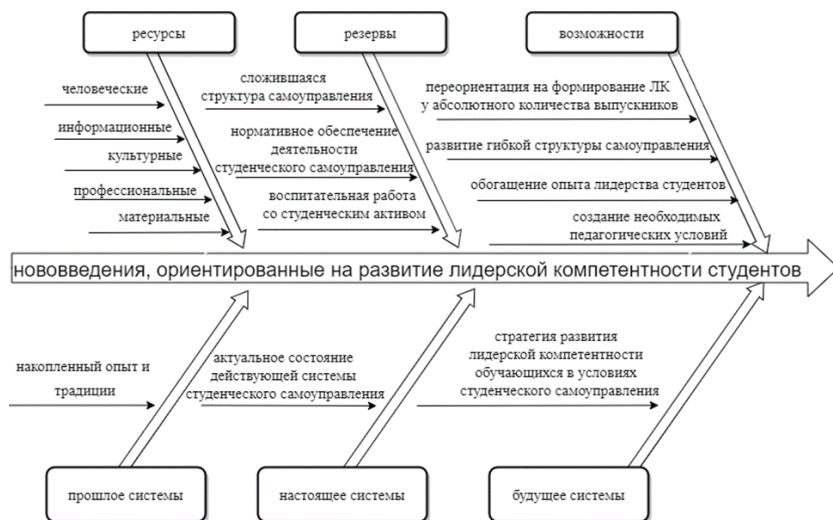 ресурсы
резервы
возможности
человеческие
информационные
культурные
профессиональные
материальные
сложившаяся
структура самоуправления
нормативное обеспечение
деятельности
студенческого самоуправления
воспитательная работа
со студенческим активом
переориентация на формирование ЛК
у абсолютного количества выпускников
развитие гибкой структуры самоуправления
обогащение опыта лидерства студентов
создание необходимых
педагогических условий
нововведения, ориентированные на развитие лидерской компетентности студентов
накопленный опыт и
традиции
актуальное состояние
действующей системы
студенческого самоуправления
стратегия развития
лидерской компетентности
обучающихся в условиях
студенческого самоуправления
прошлое системы
настоящее системы
будущее системы